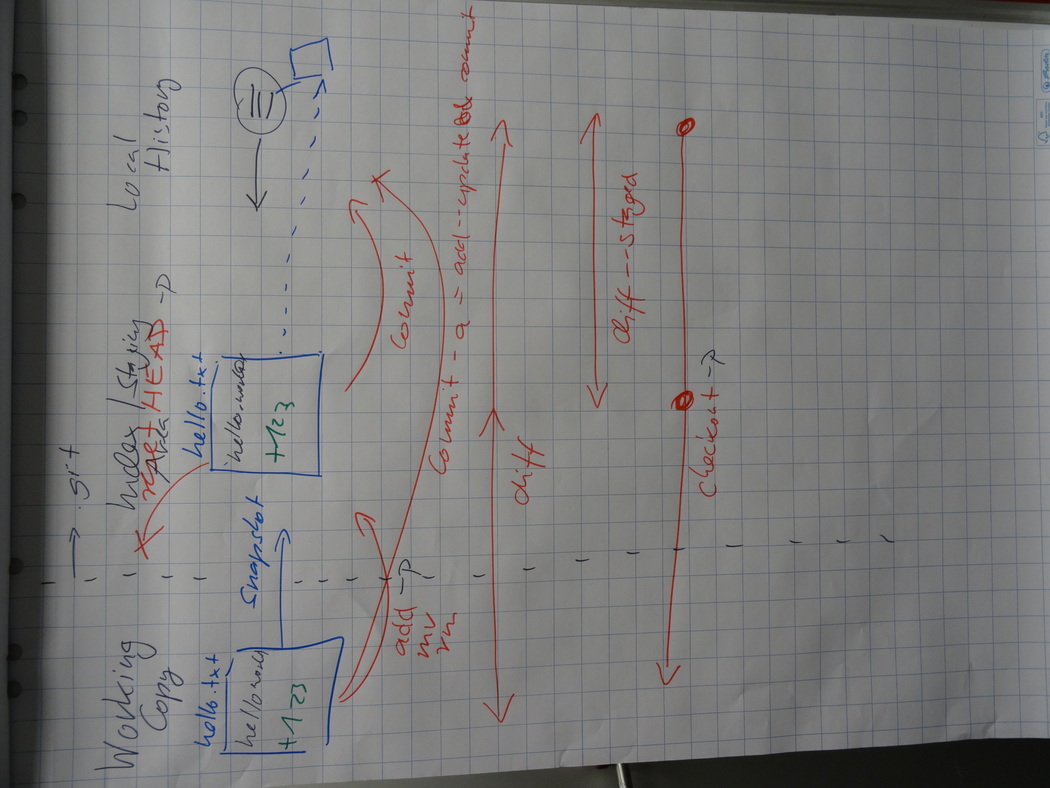 .git
Working
Copy
Index / Staging
Area
reset HEAD -p
Local
History
hello.txt
hello world
+123
snapshot
hello.txt
hello world
+123
add -p
mv
rm
commit
commit -a = add --update && commit
diff
diff --staged
checkout -p